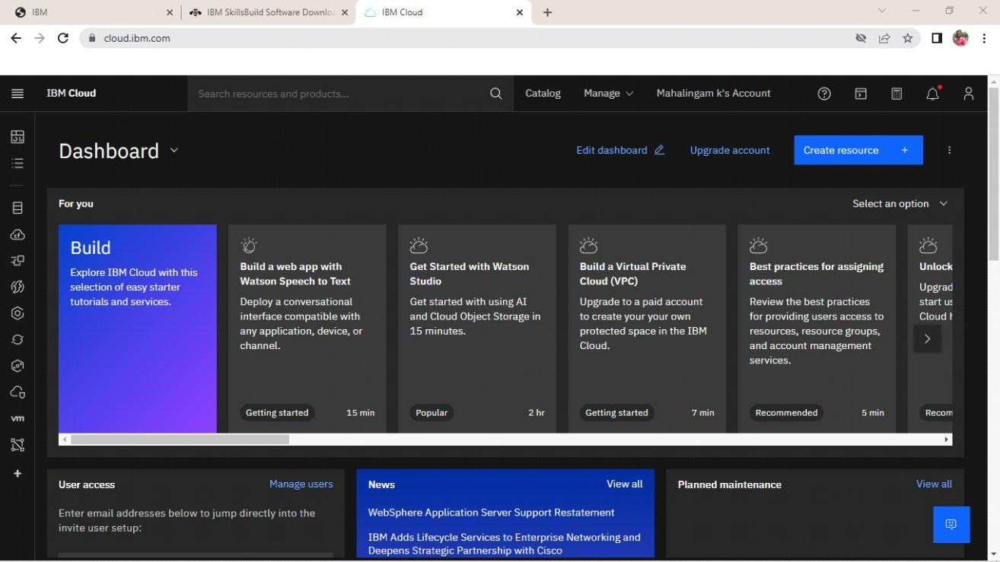 IBM
IBM SkillsBuild Software Downloa
IBM Cloud
cloud.ibm.com
IBM Cloud
Search resources and products...
Catalog
Manage
Mahalingam k's Account
Dashboard
Edit dashboard
Upgrade account
Create resource +
For you
Select an option
Build
Explore IBM Cloud with this
selection of easy starter
tutorials and services.
Build a web app with
Watson Speech to Text
Deploy a conversational
interface compatible with
any application, device, or
channel.
Getting started
15 min
Get Started with Watson
Studio
Get started with using AI
and Cloud Object Storage in
15 minutes.
Popular
2 hr
Build a Virtual Private
Cloud (VPC)
Upgrade to a paid account
to create your your own
protected space in the IBM
Cloud.
Getting started
7 min
Best practices for assigning
access
Review the best practices
for providing users access to
resources, resource groups,
and account management
services.
Recommended
5 min
Unlock
Upgrad
start us
Cloud h
Recom
vm
User access
Manage users
Enter email addresses below to jump directly into the
invite user setup:
News
View all
WebSphere Application Server Support Restatement
IBM Adds Lifecycle Services to Enterprise Networking and
Deepens Strategic Partnership with Cisco
Planned maintenance
View all